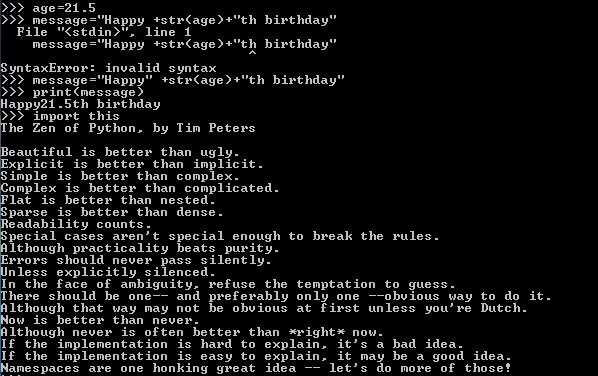 >>> age=21.5
>>> message="Happy +str(age)+"th birthday"
  File "<stdin>", line 1
    message="Happy +str(age)+"th birthday"
                               ^
SyntaxError: invalid syntax
>>> message="Happy" +str(age)+"th birthday"
>>> print(message)
Happy21.5th birthday
>>> import this
The Zen of Python, by Tim Peters

Beautiful is better than ugly.
Explicit is better than implicit.
Simple is better than complex.
Complex is better than complicated.
Flat is better than nested.
Sparse is better than dense.
Readability counts.
Special cases aren't special enough to break the rules.
Although practicality beats purity.
Errors should never pass silently.
Unless explicitly silenced.
In the face of ambiguity, refuse the temptation to guess.
There should be one-- and preferably only one --obvious way to do it.
Although that way may not be obvious at first unless you're Dutch.
Now is better than never.
Although never is often better than *right* now.
If the implementation is hard to explain, it's a bad idea.
If the implementation is easy to explain, it may be a good idea.
Namespaces are one honking great idea -- let's do more of those!